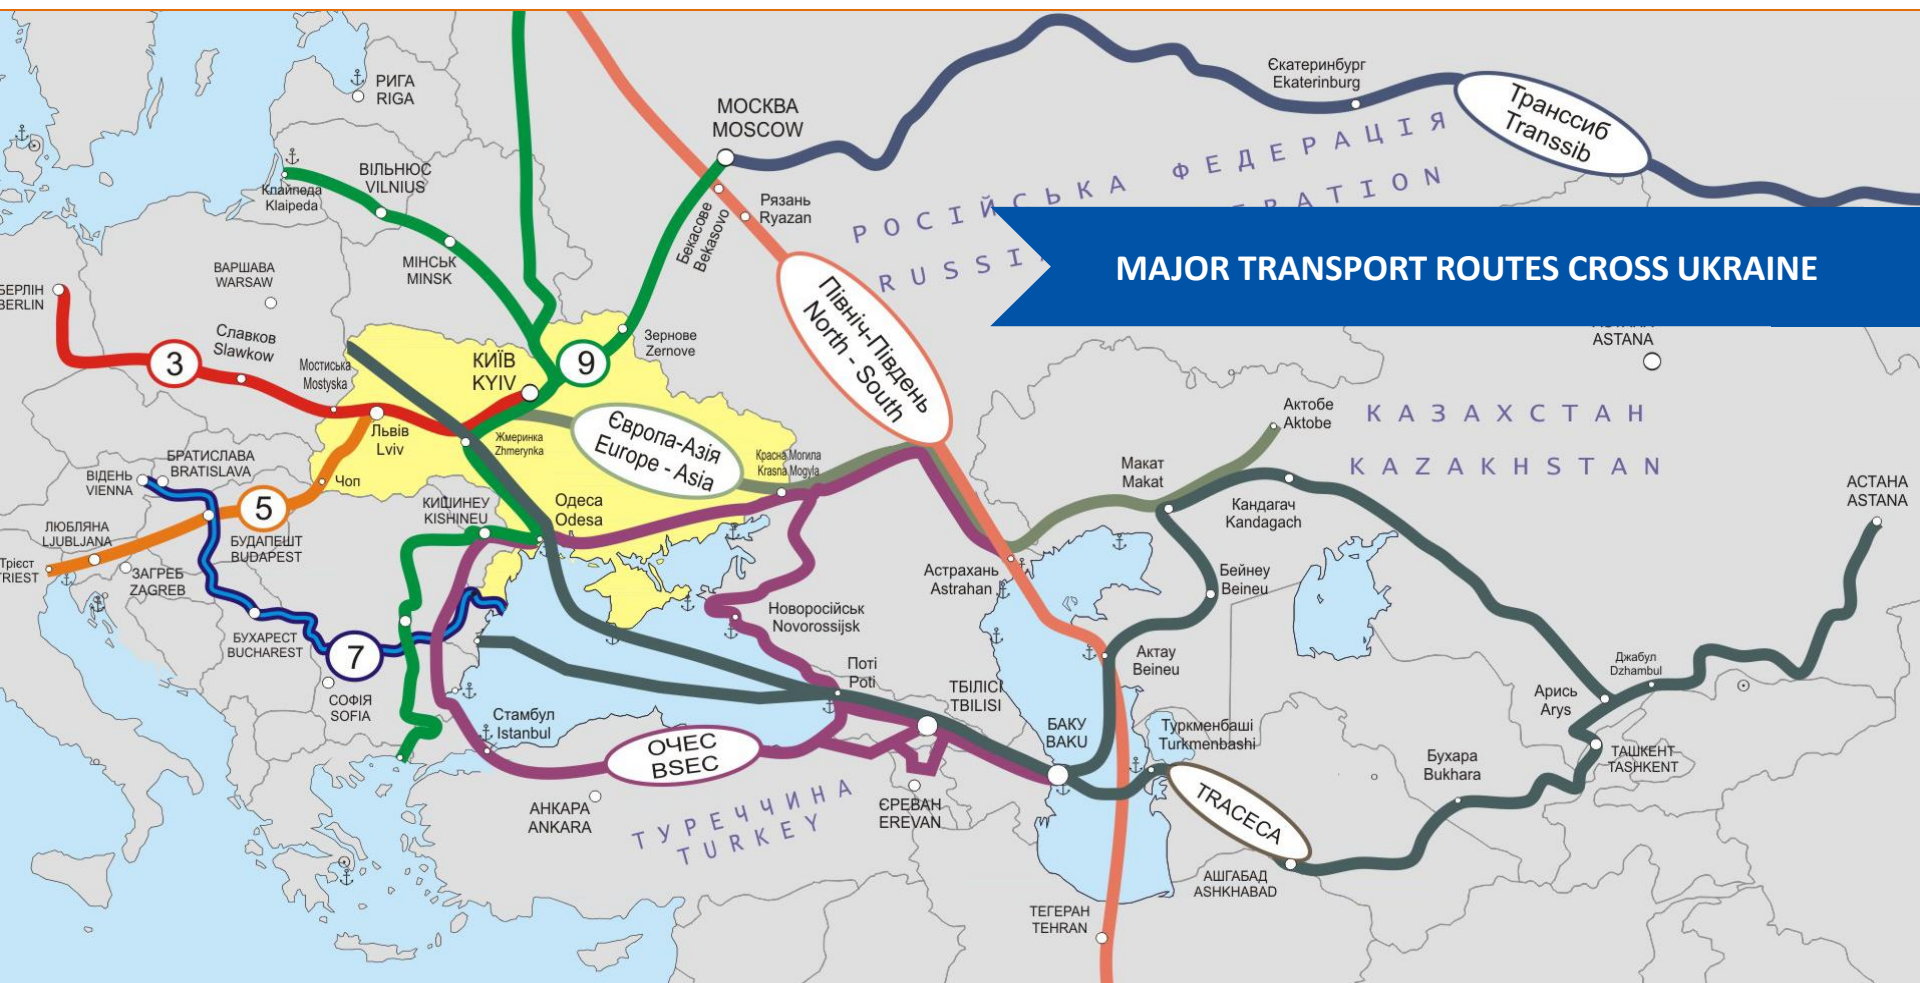 РИГА
RIGA
МОСКВА
MOSCOW
Єкатеринбург
Ekaterinburg
Транссиб
Transsib
РОСІЙСЬКА ФЕДЕРАЦІЯ
MAJOR TRANSPORT ROUTES CROSS UKRAINE
Клайпеда
Klaipeda
ВІЛЬНЮС
VILNIUS
Рязань
Ryazan
Бекасове
Bekasovo
МІНСЬК
MINSK
ВАРШАВА
WARSAW
БЕРЛІН
BERLIN
Славков
Slawkow
3
Мостиська
Mostyska
КИЇВ
KYIV
9
Зернове
Zernove
Північ-Південь
North - South
ASTANA
Львів
Lviv
Жмеринка
Zhmerynka
Європа-Азія
Europe - Asia
Красна Могила
Krasna Mogyla
Актобе
Aktobe
КАЗАХСТАН
KAZAKHSTAN
Макат
Makat
Кандагач
Kandagach
АСТАНА
ASTANA
БРАТИСЛАВА
BRATISLAVA
ВІДЕНЬ
VIENNA
Чоп
5
КИШИНЕУ
KISHINEU
Одеса
Odesa
ЛЮБЛЯНА
LJUBLJANA
БУДАПЕШТ
BUDAPEST
Трієст
TRIEST
ЗАГРЕБ
ZAGREB
Астрахань
Astrahan
Бейнеу
Beineu
Новоросійськ
Novorossijsk
БУХАРЕСТ
BUCHAREST
7
Поті
Poti
ТБІЛІСІ
TBILISI
Актау
Beineu
Джабул
Dzhambul
Арись
Arys
СОФІЯ
SOFIA
Стамбул
Istanbul
ОЧЕС
BSEC
БАКУ
BAKU
Туркменбаші
Turkmenbashi
Бухара
Bukhara
ТАШКЕНТ
TASHKENT
АНКАРА
ANKARA
ТУРЕЧЧИНА
TURKEY
ЄРЕВАН
EREVAN
TRACECA
АШГАБАД
ASHKHABAD
ТЕГЕРАН
TEHRAN